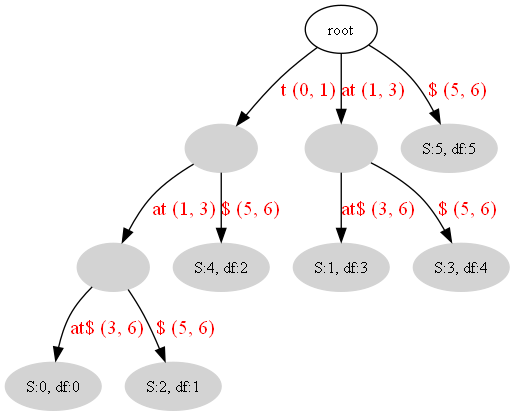 root
t (0, 1) at (1, 3) $ (5, 6)
S:5, df:5
at (1, 3) $ (5, 6) at$ (3, 6) $ (5, 6)
S:4, df:2 S:1, df:3 S:3, df:4
at$ (3, 6) $ (5, 6)
S:0, df:0 S:2, df:1